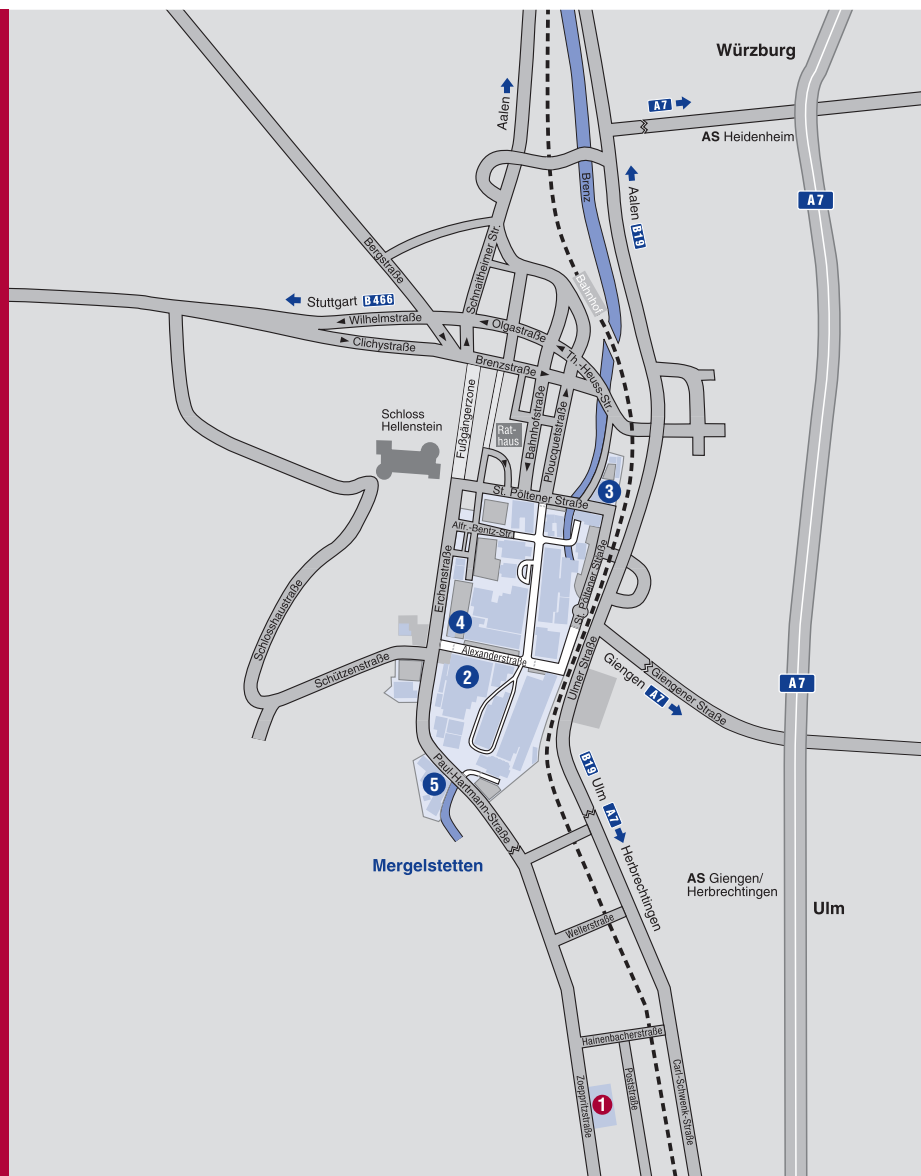 Würzburg
A7
AS Heidenheim
Aalen
A7
Brenz
Aalen B19
Bergstraße
Schnaitheimer Str.
Bahnhof
Stuttgart B466
Wilhelmstraße
Olgastraße
Clichystraße
Brenzstraße
Th.-Heuss-Str.
Schloss
Hellenstein
Fußgängerzone
Rat-
haus
Bahnhofstraße
Ploucquetstraße
3
St. Pöltener Straße
Alfr.-Bentz-Str.
Erchenstraße
St. Pöltener Straße
Schlosshaustraße
4
Alexanderstraße
Schützenstraße
2
Ulmer Straße
Giengen A7
Giengener Straße
A7
5
Paul-Hartmann-Straße
B19 Ulm A7 Herbrechtingen
Mergelstetten
AS Giengen/
Herbrechtingen
Ulm
Wellerstraße
Hainenbacherstraße
Zoeppritzstraße
1
Poststraße
Carl-Schwenk-Straße